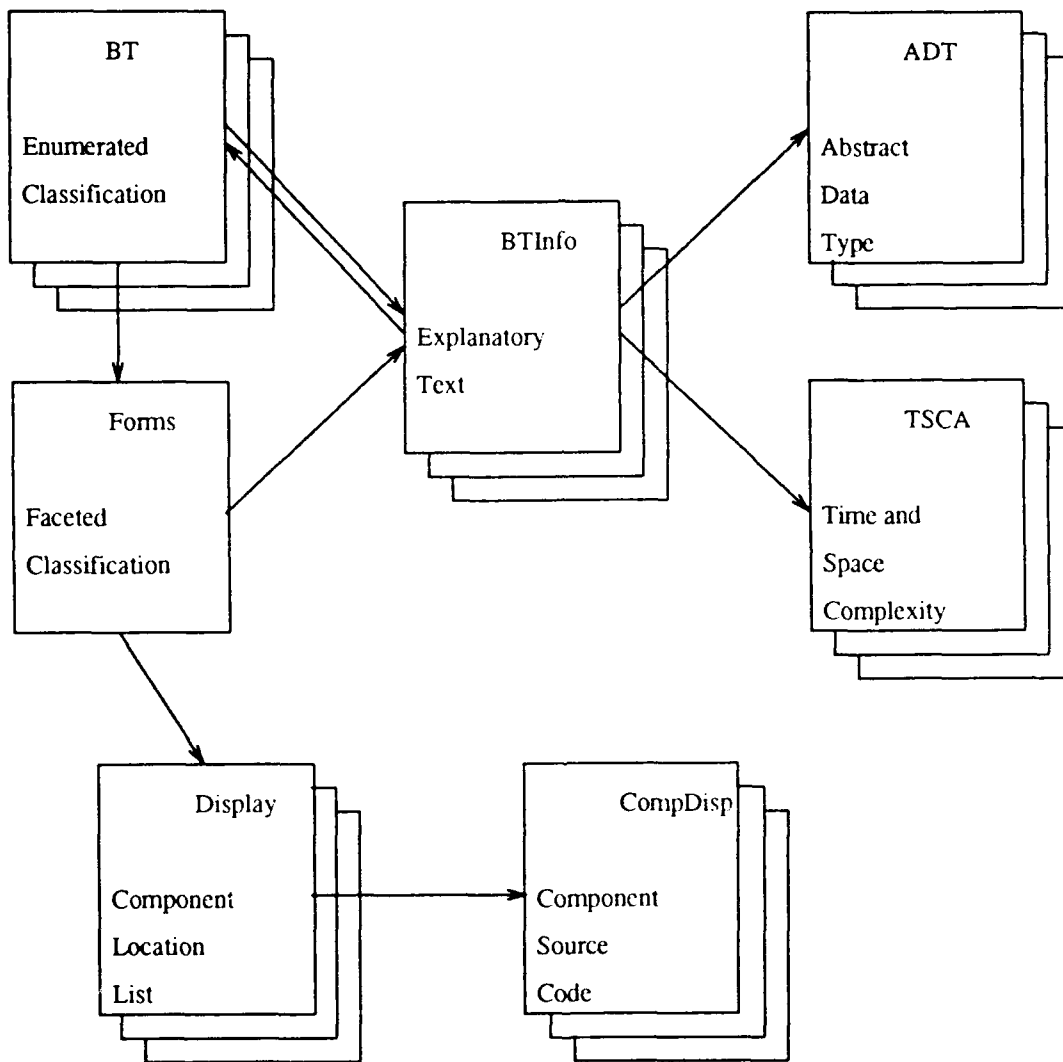 BT
Enumerated
Classification
ADT
Abstract
Data
Type
BTInfo
Explanatory
Text
Forms
Faceted
Classification
TSCA
Time and
Space
Complexity
Display
Component
Location
List
CompDisp
Component
Source
Code